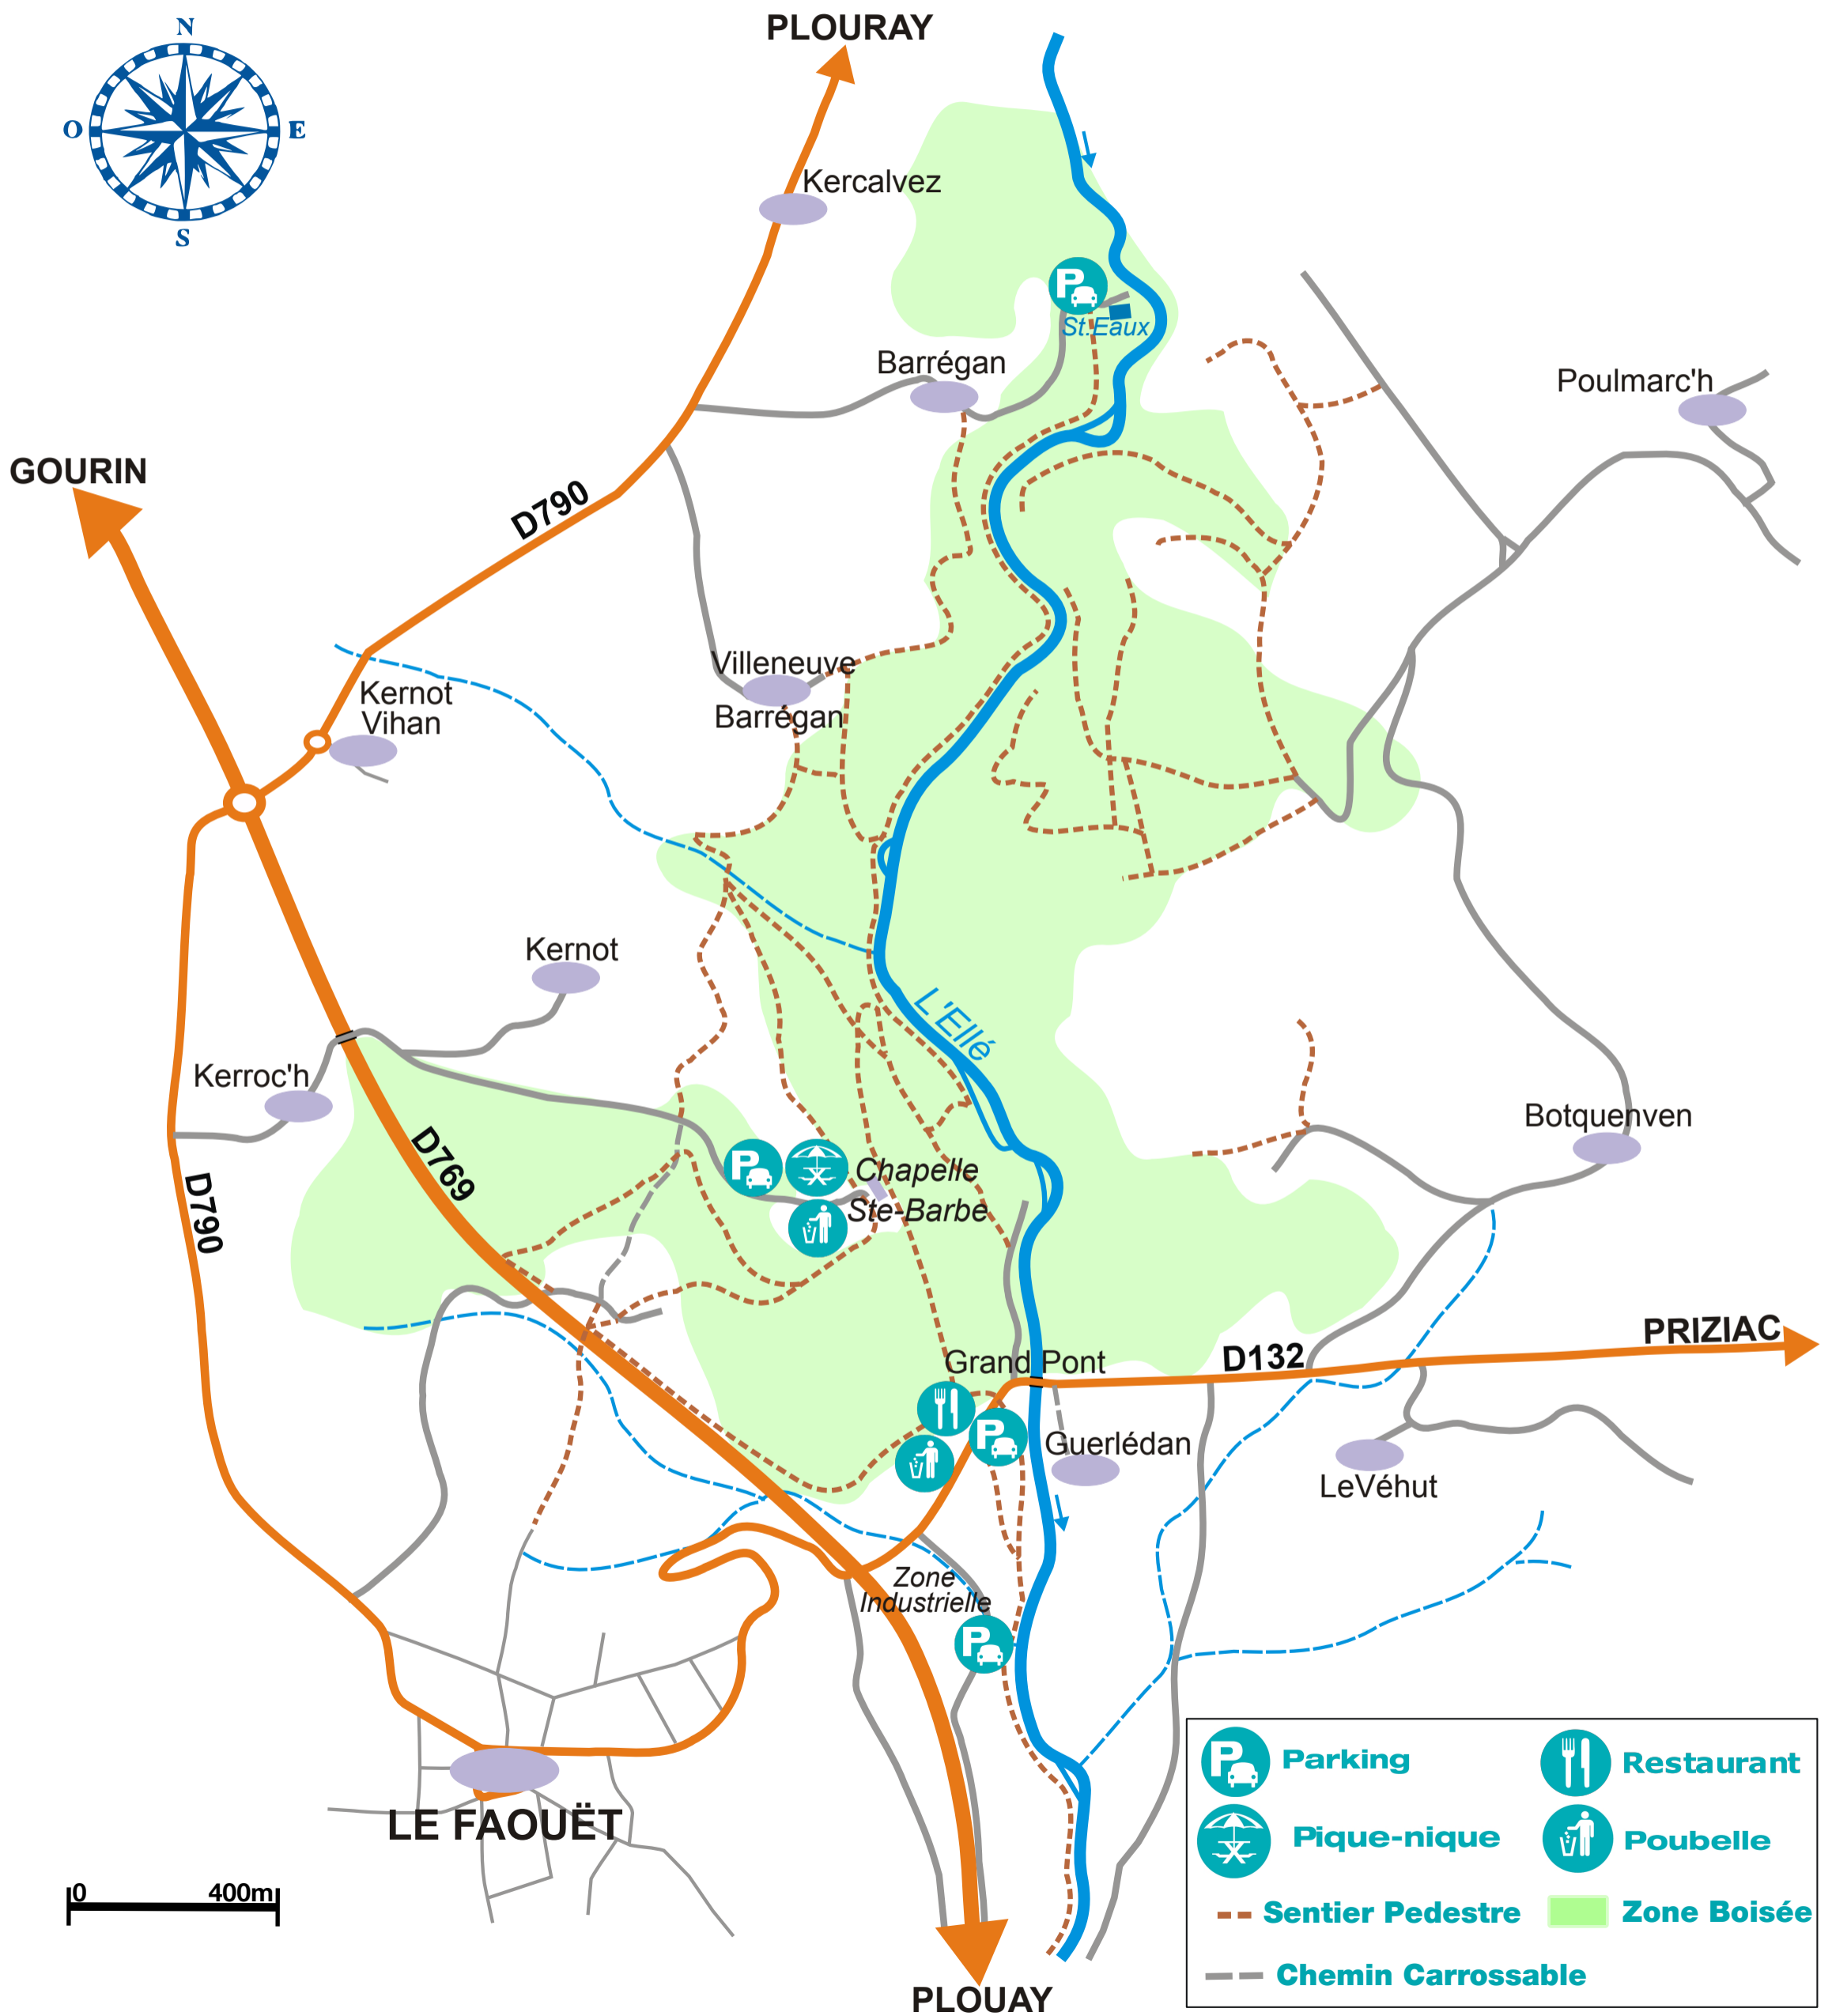 N
O
E
S
PLOURAY
Kercalvez
St.Eaux
Barrégan
Poulmarc'h
GOURIN
D790
Villeneuve
Barrégan
Kernot
Vihan
Kernot
L'Ellé
Kerroc'h
D769
Botquenven
D790
P
Chapelle
Ste-Barbe
P
Grand Pont
D132
PRIZIAC
P
Guerlédan
LeVéhut
Zone
Industrielle
P
LE FAOUËT
0 400m
PLOUAY
P Parking
Restaurant
Pique-nique
Poubelle
Sentier Pedestre
Zone Boisée
Chemin Carrossable